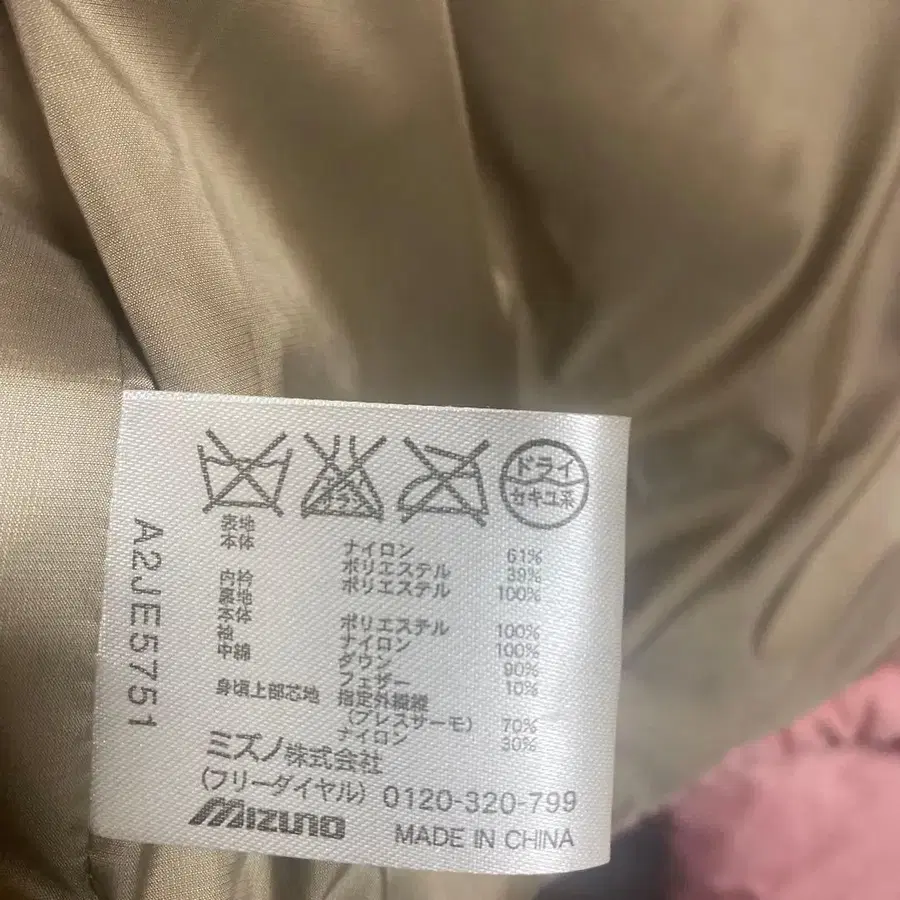 ドライ
セキユ系
表地
本体 ナイロン 61%
ポリエステル 39%
内衿 ポリエステル 100%
裏地
本体 ポリエステル 100%
袖 ナイロン 100%
中綿 ダウン 90%
フェザー 10%
身頃上部芯地 指定外繊維
(ブレスサーモ) 70%
ナイロン 30%
ミズノ株式会社
(フリーダイヤル) 0120-320-799
MIZUNO MADE IN CHINA
A2JE5751